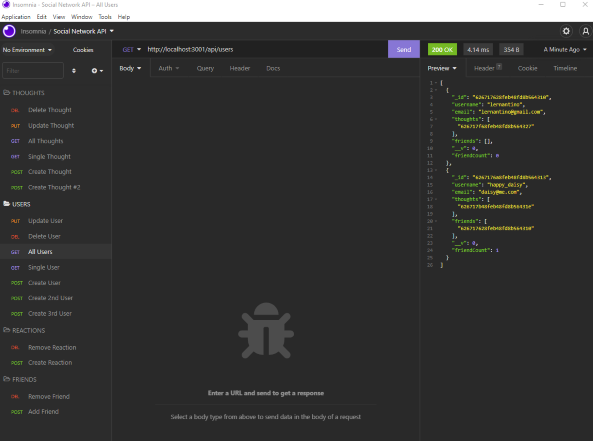 Insomnia - Social Network API - All Users
Application Edit View Window Tools Help
Insomnia / Social Network API
No Environment Cookies
GET http://localhost:3001/api/users Send
200 OK 4.14 ms 354 B A Minute Ago
Filter
Body Auth Query Header Docs
Preview Header Cookie Timeline
THOUGHTS
DEL Delete Thought
PUT Update Thought
GET All Thoughts
GET Single Thought
POST Create Thought
POST Create Thought #2
USERS
PUT Update User
DEL Delete User
GET All Users
GET Single User
POST Create User
POST Create 2nd User
POST Create 3rd User
REACTIONS
DEL Remove Reaction
POST Create Reaction
FRIENDS
DEL Remove Friend
POST Add Friend
Enter a URL and send to get a response
Select a body type from above to send data in the body of a request
1 [
2 {
3 "_id":
4 "username": "lernantino",
5 "email": "lernantino@gmail.com",
6 "thoughts": [
7
8 ],
9 "friends": [],
10 "__v": 0,
11 "friendCount": 0
12 },
13 {
14 "_id":
15 "username": "happy_daisy",
16 "email": "daisy@me.com",
17 "thoughts": [
18
19 ],
20 "friends": [
21
22 ],
23 "__v": 0,
24 "friendCount": 1
25 }
26 ]